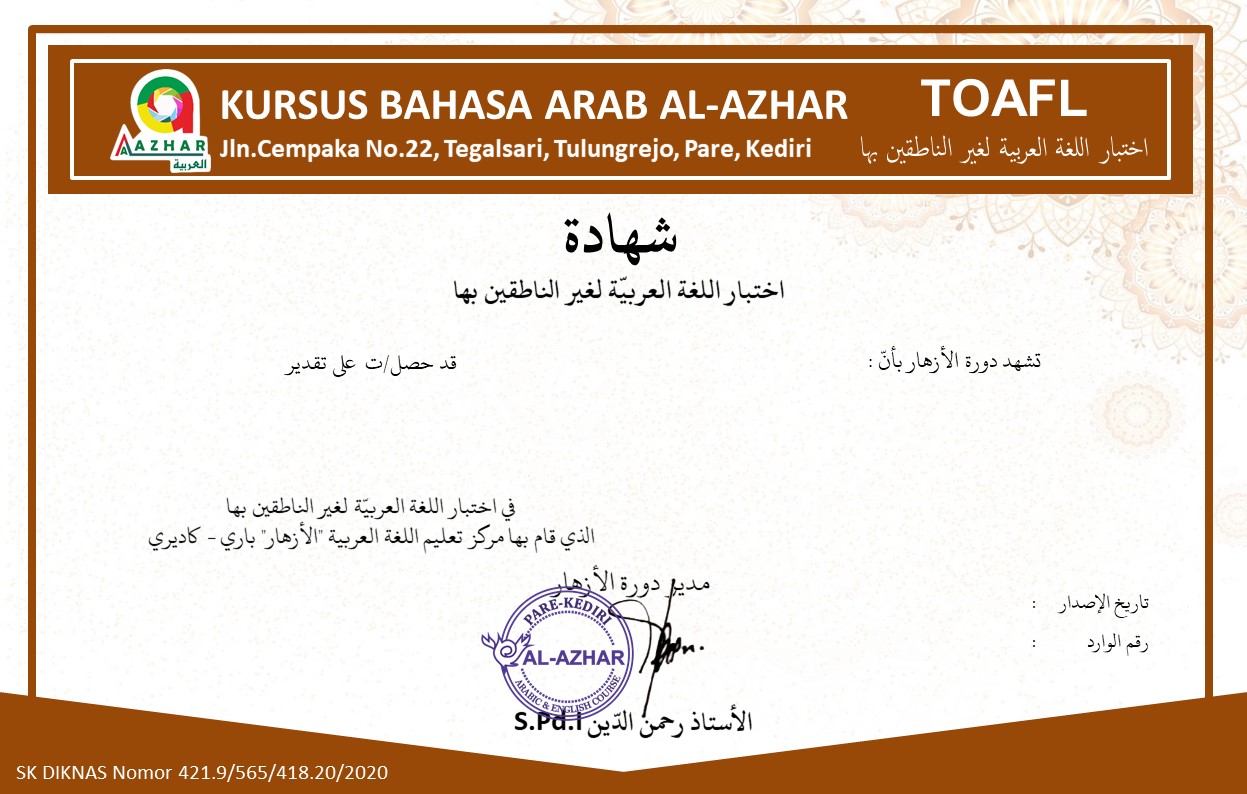 AZHAR
العربية
KURSUS BAHASA ARAB AL-AZHAR
Jln.Cempaka No.22, Tegalsari, Tulungrejo, Pare, Kediri
TOAFL
اختبار اللغة العربية لغير الناطقين بها
شهادة
اختبار اللغة العربيّة لغير الناطقين بها
تشهد دورة الأزهار بأنّ :
قد حصل/ت على تقدير
في اختبار اللغة العربيّة لغير الناطقين بها
الذي قام بها مركز تعليم اللغة العربية "الأزهار" باري - كاديري
مدير دورة الأزهار
PARE-KEDIRI
AL-AZHAR
ARABIC & ENGLISH COURSE
الأستاذ رحمن الدّين S.Pd.I
تاريخ الإصدار :
رقم الوارد :
SK DIKNAS Nomor 421.9/565/418.20/2020